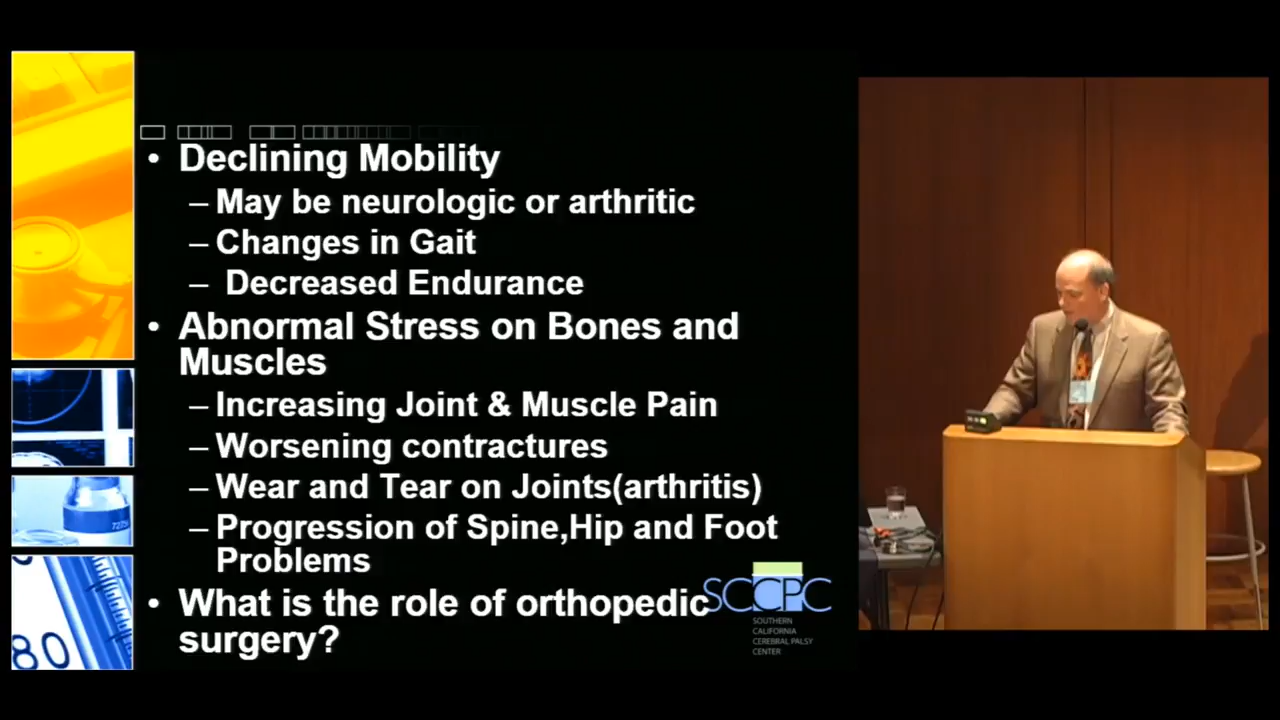 • Declining Mobility
– May be neurologic or arthritic
– Changes in Gait
– Decreased Endurance
• Abnormal Stress on Bones and
Muscles
– Increasing Joint & Muscle Pain
– Worsening contractures
– Wear and Tear on Joints(arthritis)
– Progression of Spine,Hip and Foot
Problems
• What is the role of orthopedic
surgery?
SCCPC
SOUTHERN
CALIFORNIA
CEREBRAL PALSY
CENTER
80